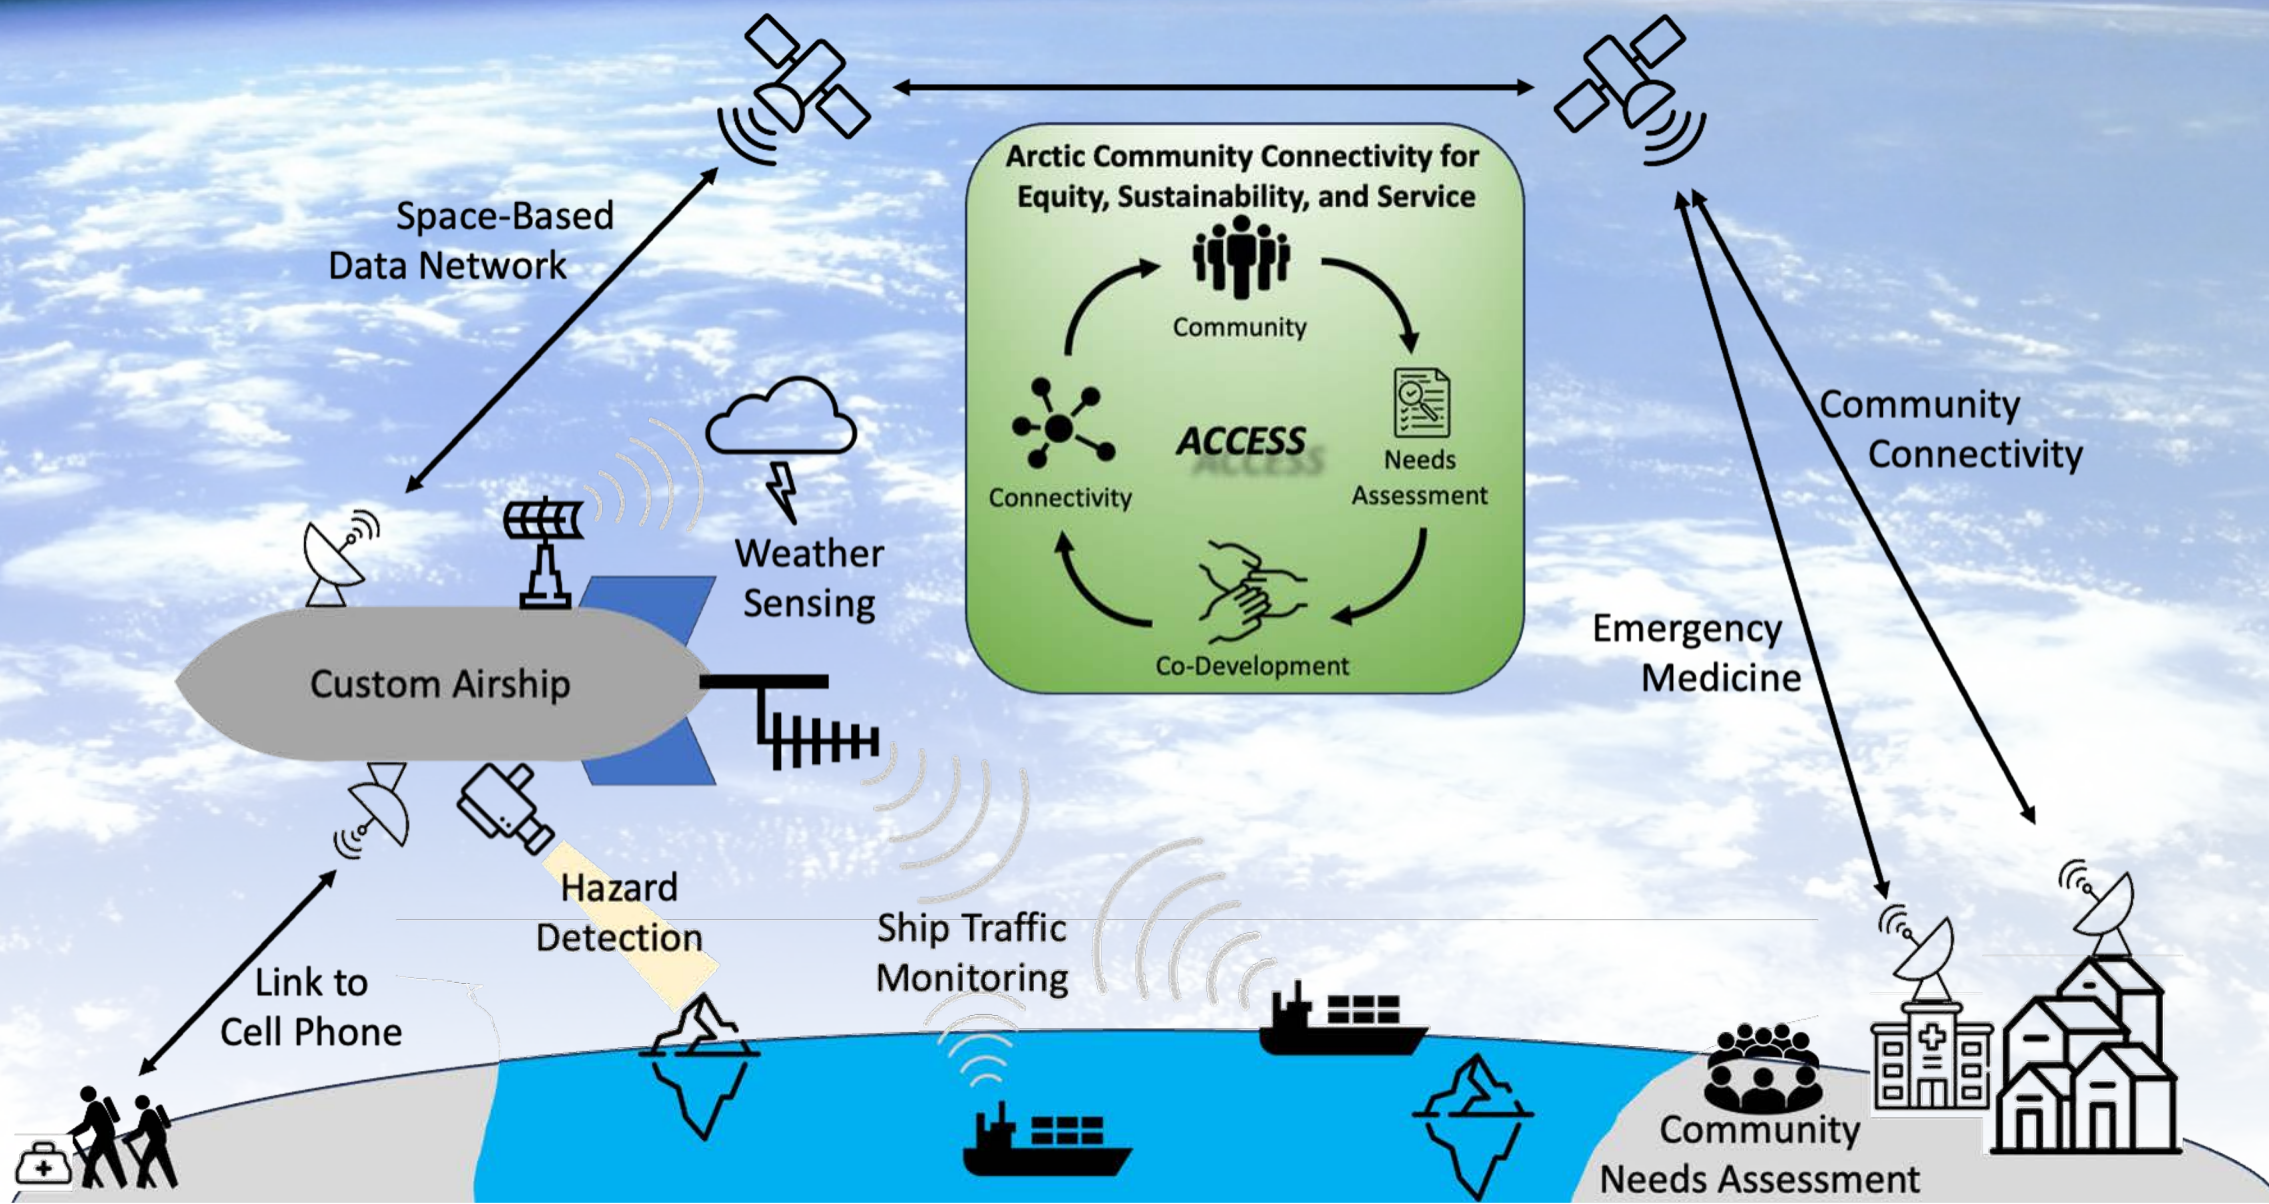 Arctic Community Connectivity for
Equity, Sustainability, and Service
Community
Needs
Assessment
Co-Development
Connectivity
ACCESS
Space-Based
Data Network
Weather
Sensing
Custom Airship
Hazard
Detection
Link to
Cell Phone
Ship Traffic
Monitoring
Community
Connectivity
Emergency
Medicine
Community
Needs Assessment